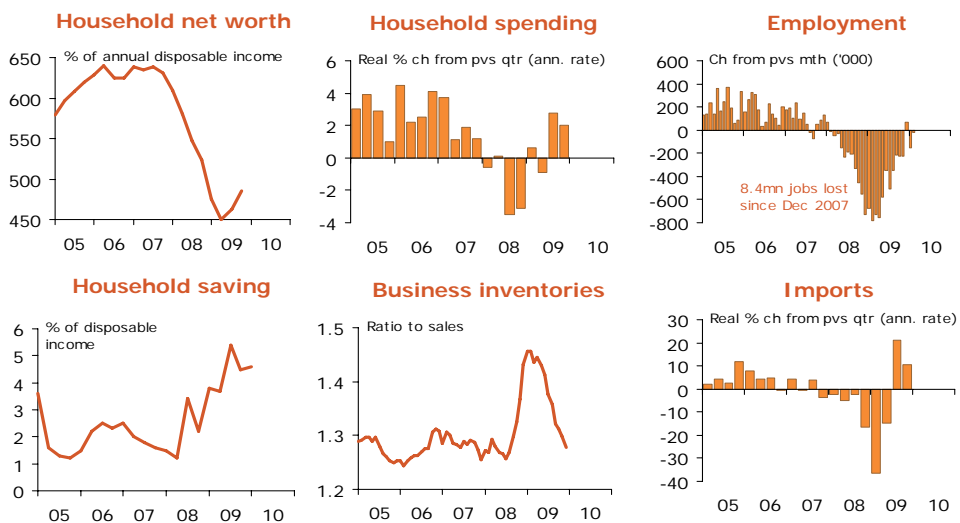 Household net worth
% of annual disposable income
650
600
550
500
450
05 06 07 08 09 10
Household spending
Real % ch from pvs qtr (ann. rate)
6
4
2
0
-2
-4
05 06 07 08 09 10
Employment
Ch from pvs mth ('000)
600
400
200
0
-200
-400
-600
-800
8.4mn jobs lost
since Dec 2007
05 06 07 08 09 10
Household saving
% of disposable
income
6
5
4
3
2
1
0
05 06 07 08 09 10
Business inventories
Ratio to sales
1.5
1.4
1.3
1.2
05 06 07 08 09 10
Imports
Real % ch from pvs qtr (ann. rate)
30
20
10
0
-10
-20
-30
-40
05 06 07 08 09 10